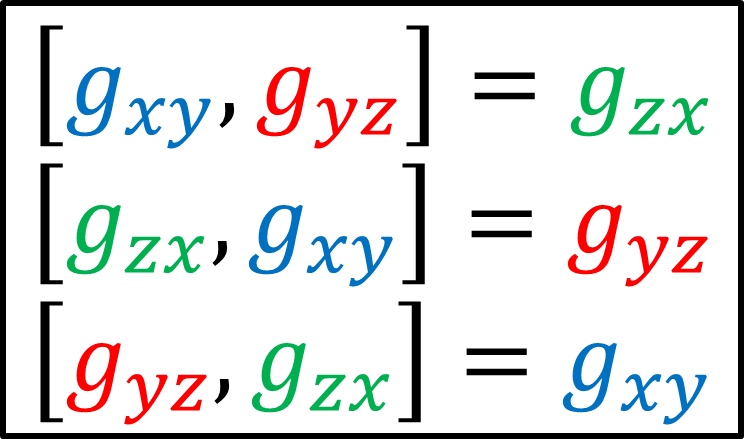 [g_{xy}, g_{yz}] = g_{zx}
[g_{zx}, g_{xy}] = g_{yz}
[g_{yz}, g_{zx}] = g_{xy}